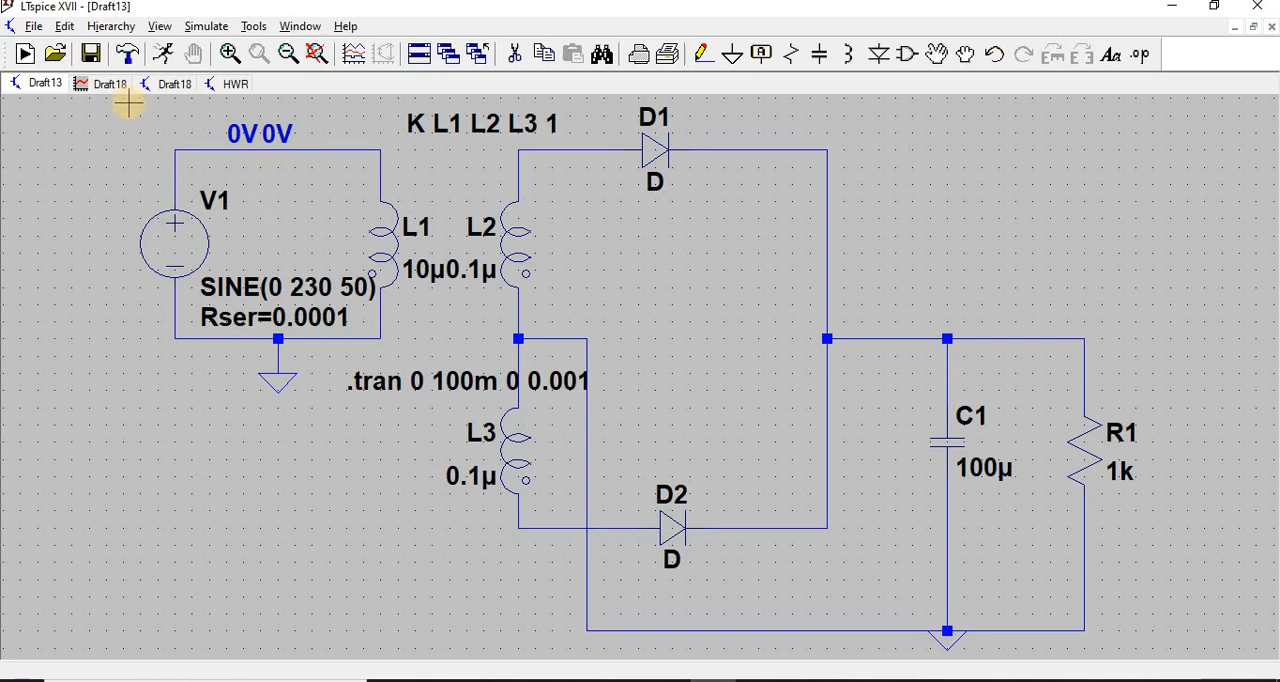 LTspice XVII - [Draft13]
File Edit Hierarchy View Simulate Tools Window Help
Aa .op
Draft13 Draft18 Draft18 HWR
0V 0V
K L1 L2 L3 1
D1
D
V1
L1
L2
10µ
0.1µ
SINE(0 230 50)
Rser=0.0001
.tran 0 100m 0 0.001
L3
0.1µ
C1
100µ
R1
1k
D2
D